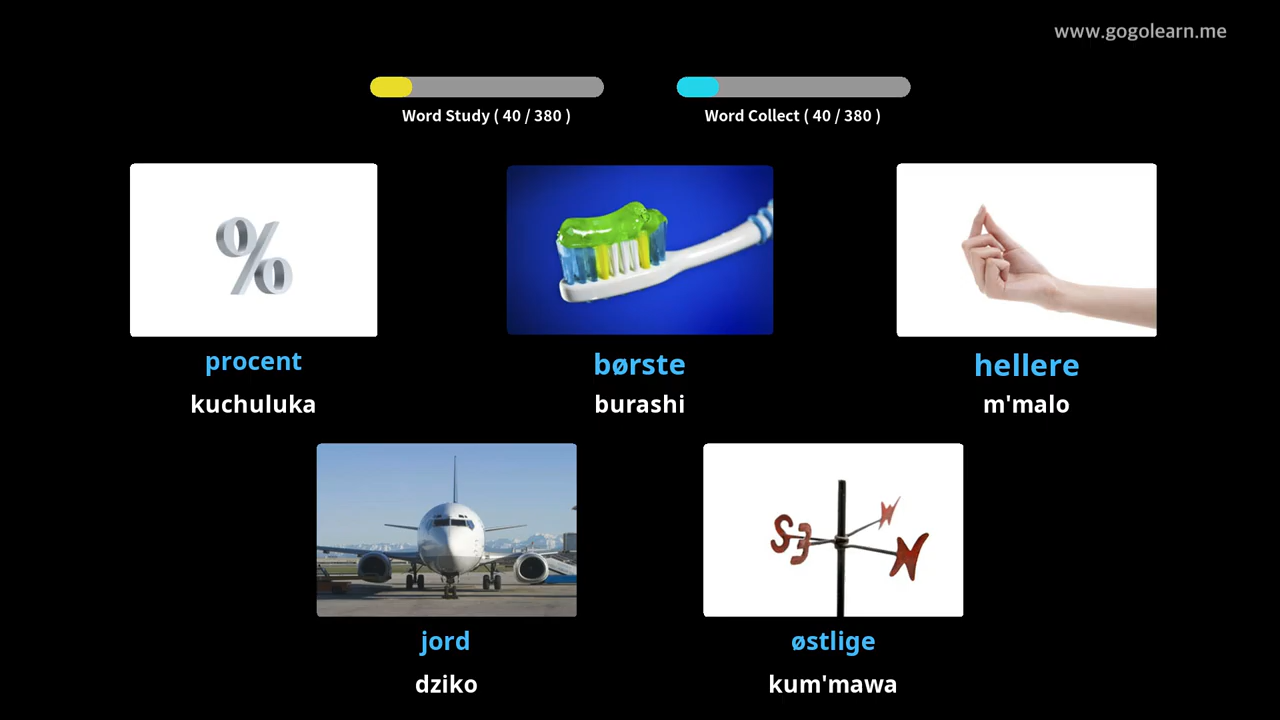 www.gogolearn.me
Word Study ( 40 / 380 )
Word Collect ( 40 / 380 )
%
procent
kuchuluka
børste
burashi
hellere
m'malo
S E N
jord
dziko
østlige
kum'mawa